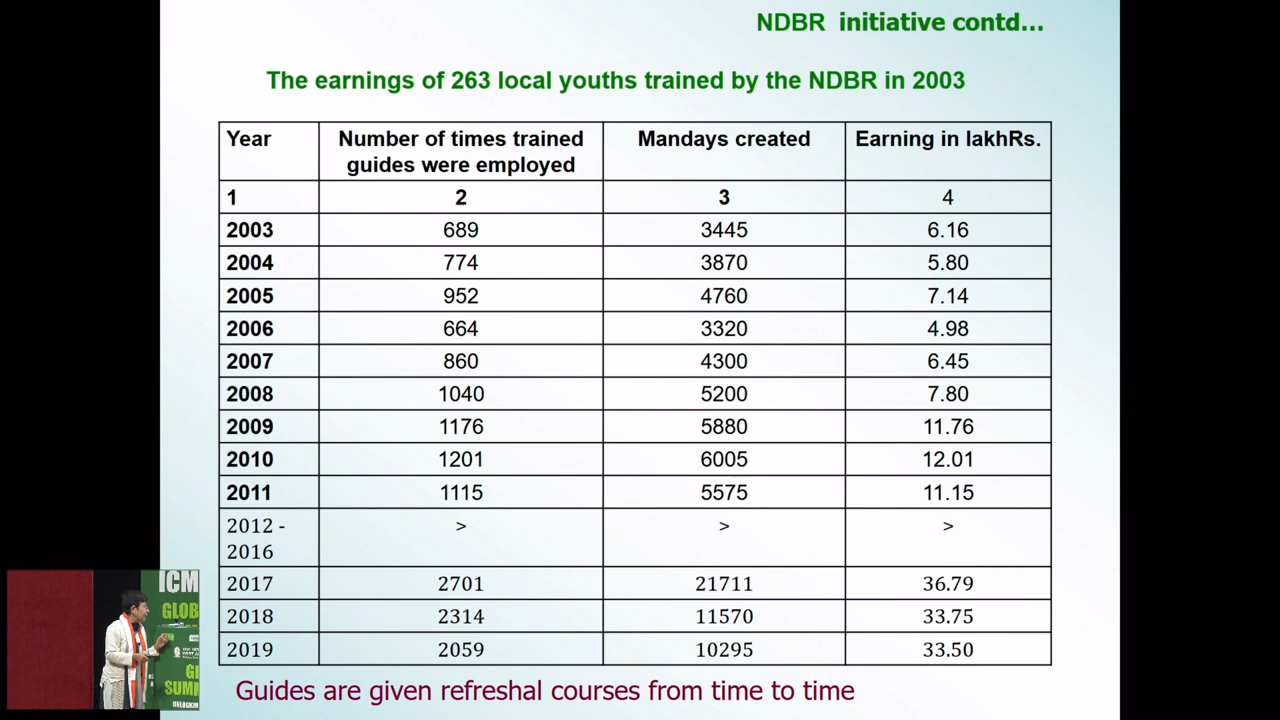 NDBR initiative contd...
The earnings of 263 local youths trained by the NDBR in 2003
Year Number of times trained guides were employed Mandays created Earning in lakhRs.
1 2 3 4
2003 689 3445 6.16
2004 774 3870 5.80
2005 952 4760 7.14
2006 664 3320 4.98
2007 860 4300 6.45
2008 1040 5200 7.80
2009 1176 5880 11.76
2010 1201 6005 12.01
2011 1115 5575 11.15
2012 - 2016 > > >
2017 2701 21711 36.79
2018 2314 11570 33.75
2019 2059 10295 33.50
Guides are given refreshal courses from time to time
ICM
GLOB
GI
SUMM